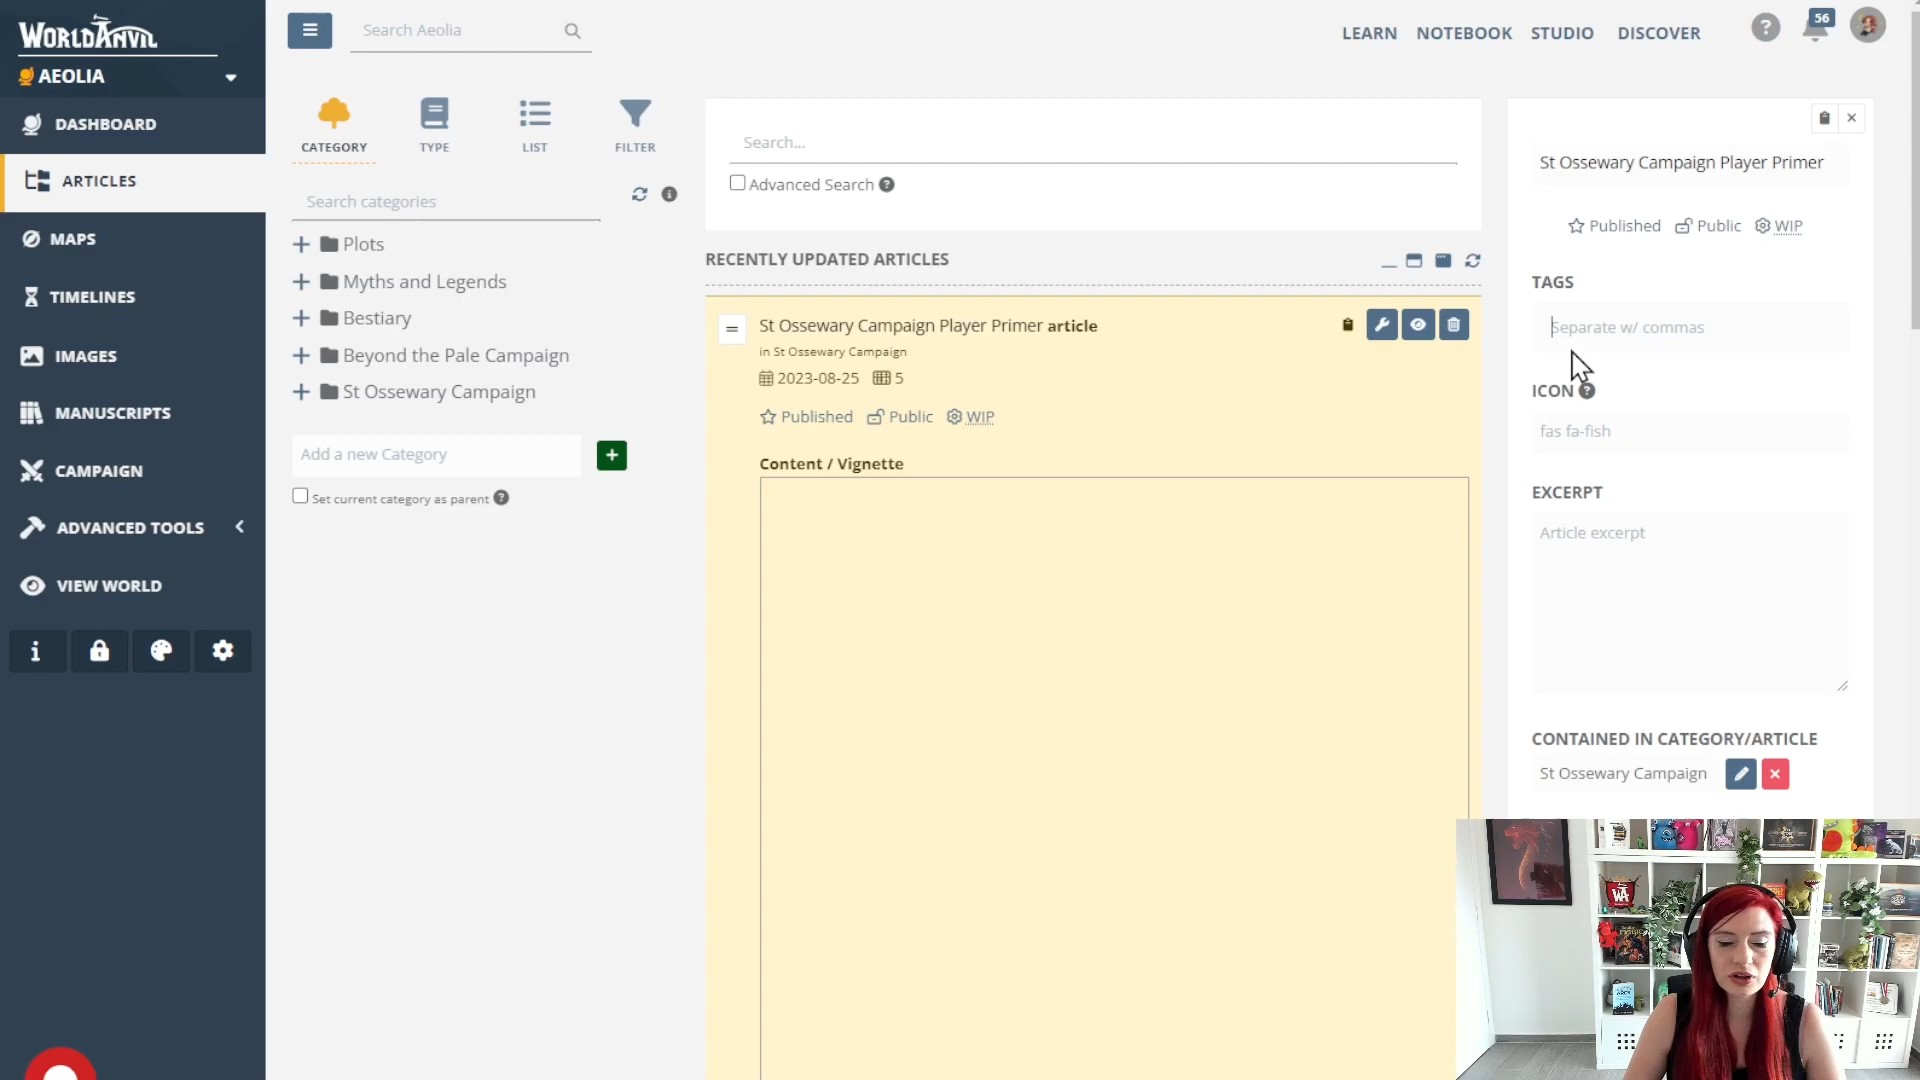 WORLDANVIL
AEOLIA
DASHBOARD
ARTICLES
MAPS
TIMELINES
IMAGES
MANUSCRIPTS
CAMPAIGN
ADVANCED TOOLS
VIEW WORLD
Search Aeolia
LEARN NOTEBOOK STUDIO DISCOVER
56
CATEGORY TYPE LIST FILTER
Search categories
Plots
Myths and Legends
Bestiary
Beyond the Pale Campaign
St Ossewary Campaign
Add a new Category
Set current category as parent
Search...
Advanced Search
RECENTLY UPDATED ARTICLES
St Ossewary Campaign Player Primer article
in St Ossewary Campaign
2023-08-25 5
Published Public WIP
Content / Vignette
St Ossewary Campaign Player Primer
Published Public WIP
TAGS
Separate w/ commas
ICON
fas fa-fish
EXCERPT
Article excerpt
CONTAINED IN CATEGORY/ARTICLE
St Ossewary Campaign
WA